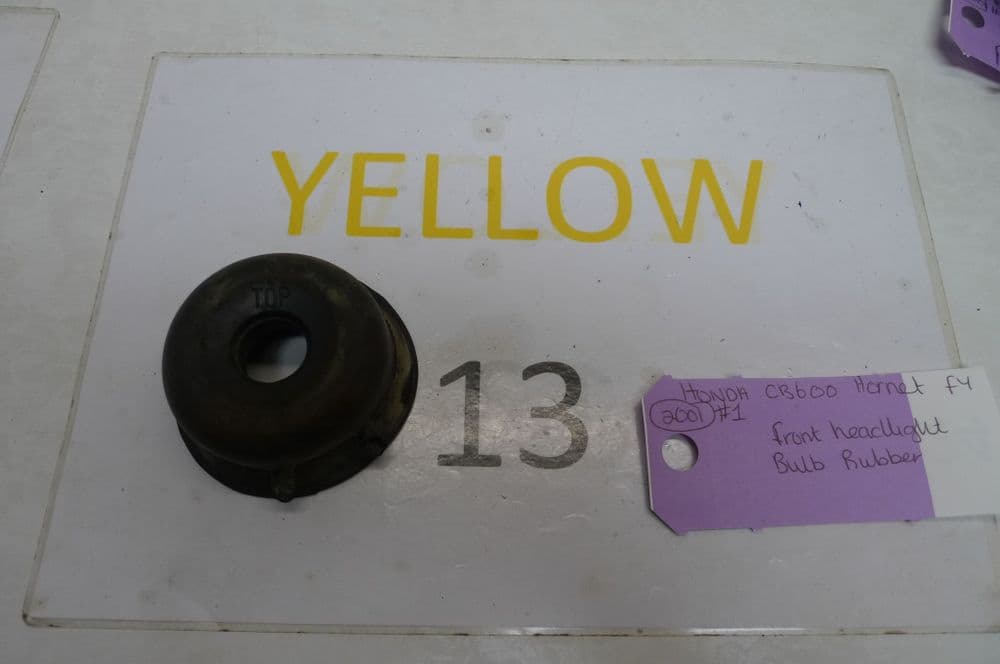 YELLOW
TOP
13
HONDA CB600 Hornet f4
2001 #1
front headlight
Bulb Rubber